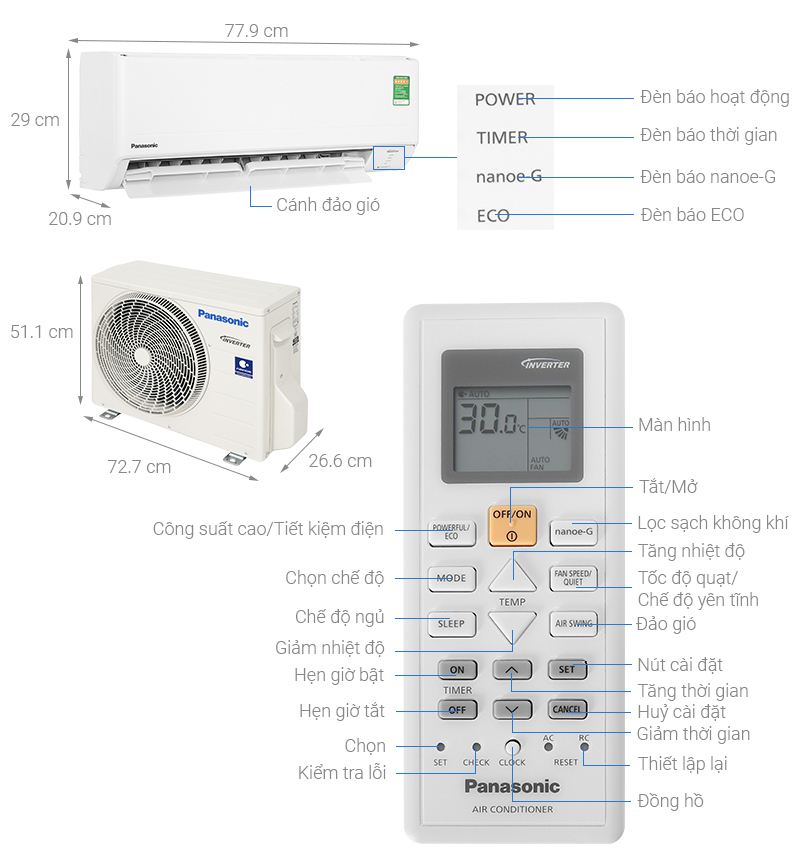 77.9 cm
29 cm
20.9 cm
Panasonic
Cánh đảo gió
POWER
Đèn báo hoạt động
TIMER
Đèn báo thời gian
nanoe-G
Đèn báo nanoe-G
ECO
Đèn báo ECO
51.1 cm
Panasonic
INVERTER
72.7 cm
26.6 cm
INVERTER
AUTO
30.0°C
AUTO
AUTO
FAN
Màn hình
OFF/ON
Tắt/Mở
Công suất cao/Tiết kiệm điện
POWERFUL/
ECO
nanoe-G
Lọc sạch không khí
Tăng nhiệt độ
Chọn chế độ
MODE
TEMP
FAN SPEED/
QUIET
Tốc độ quạt/
Chế độ yên tĩnh
Chế độ ngủ
SLEEP
AIR SWING
Đảo gió
Giảm nhiệt độ
Hẹn giờ bật
ON
SET
Nút cài đặt
TIMER
Tăng thời gian
Hẹn giờ tắt
OFF
CANCEL
Huỷ cài đặt
Giảm thời gian
Chọn
SET
CHECK
CLOCK
AC
RC
RESET
Thiết lập lại
Kiểm tra lỗi
Panasonic
AIR CONDITIONER
Đồng hồ